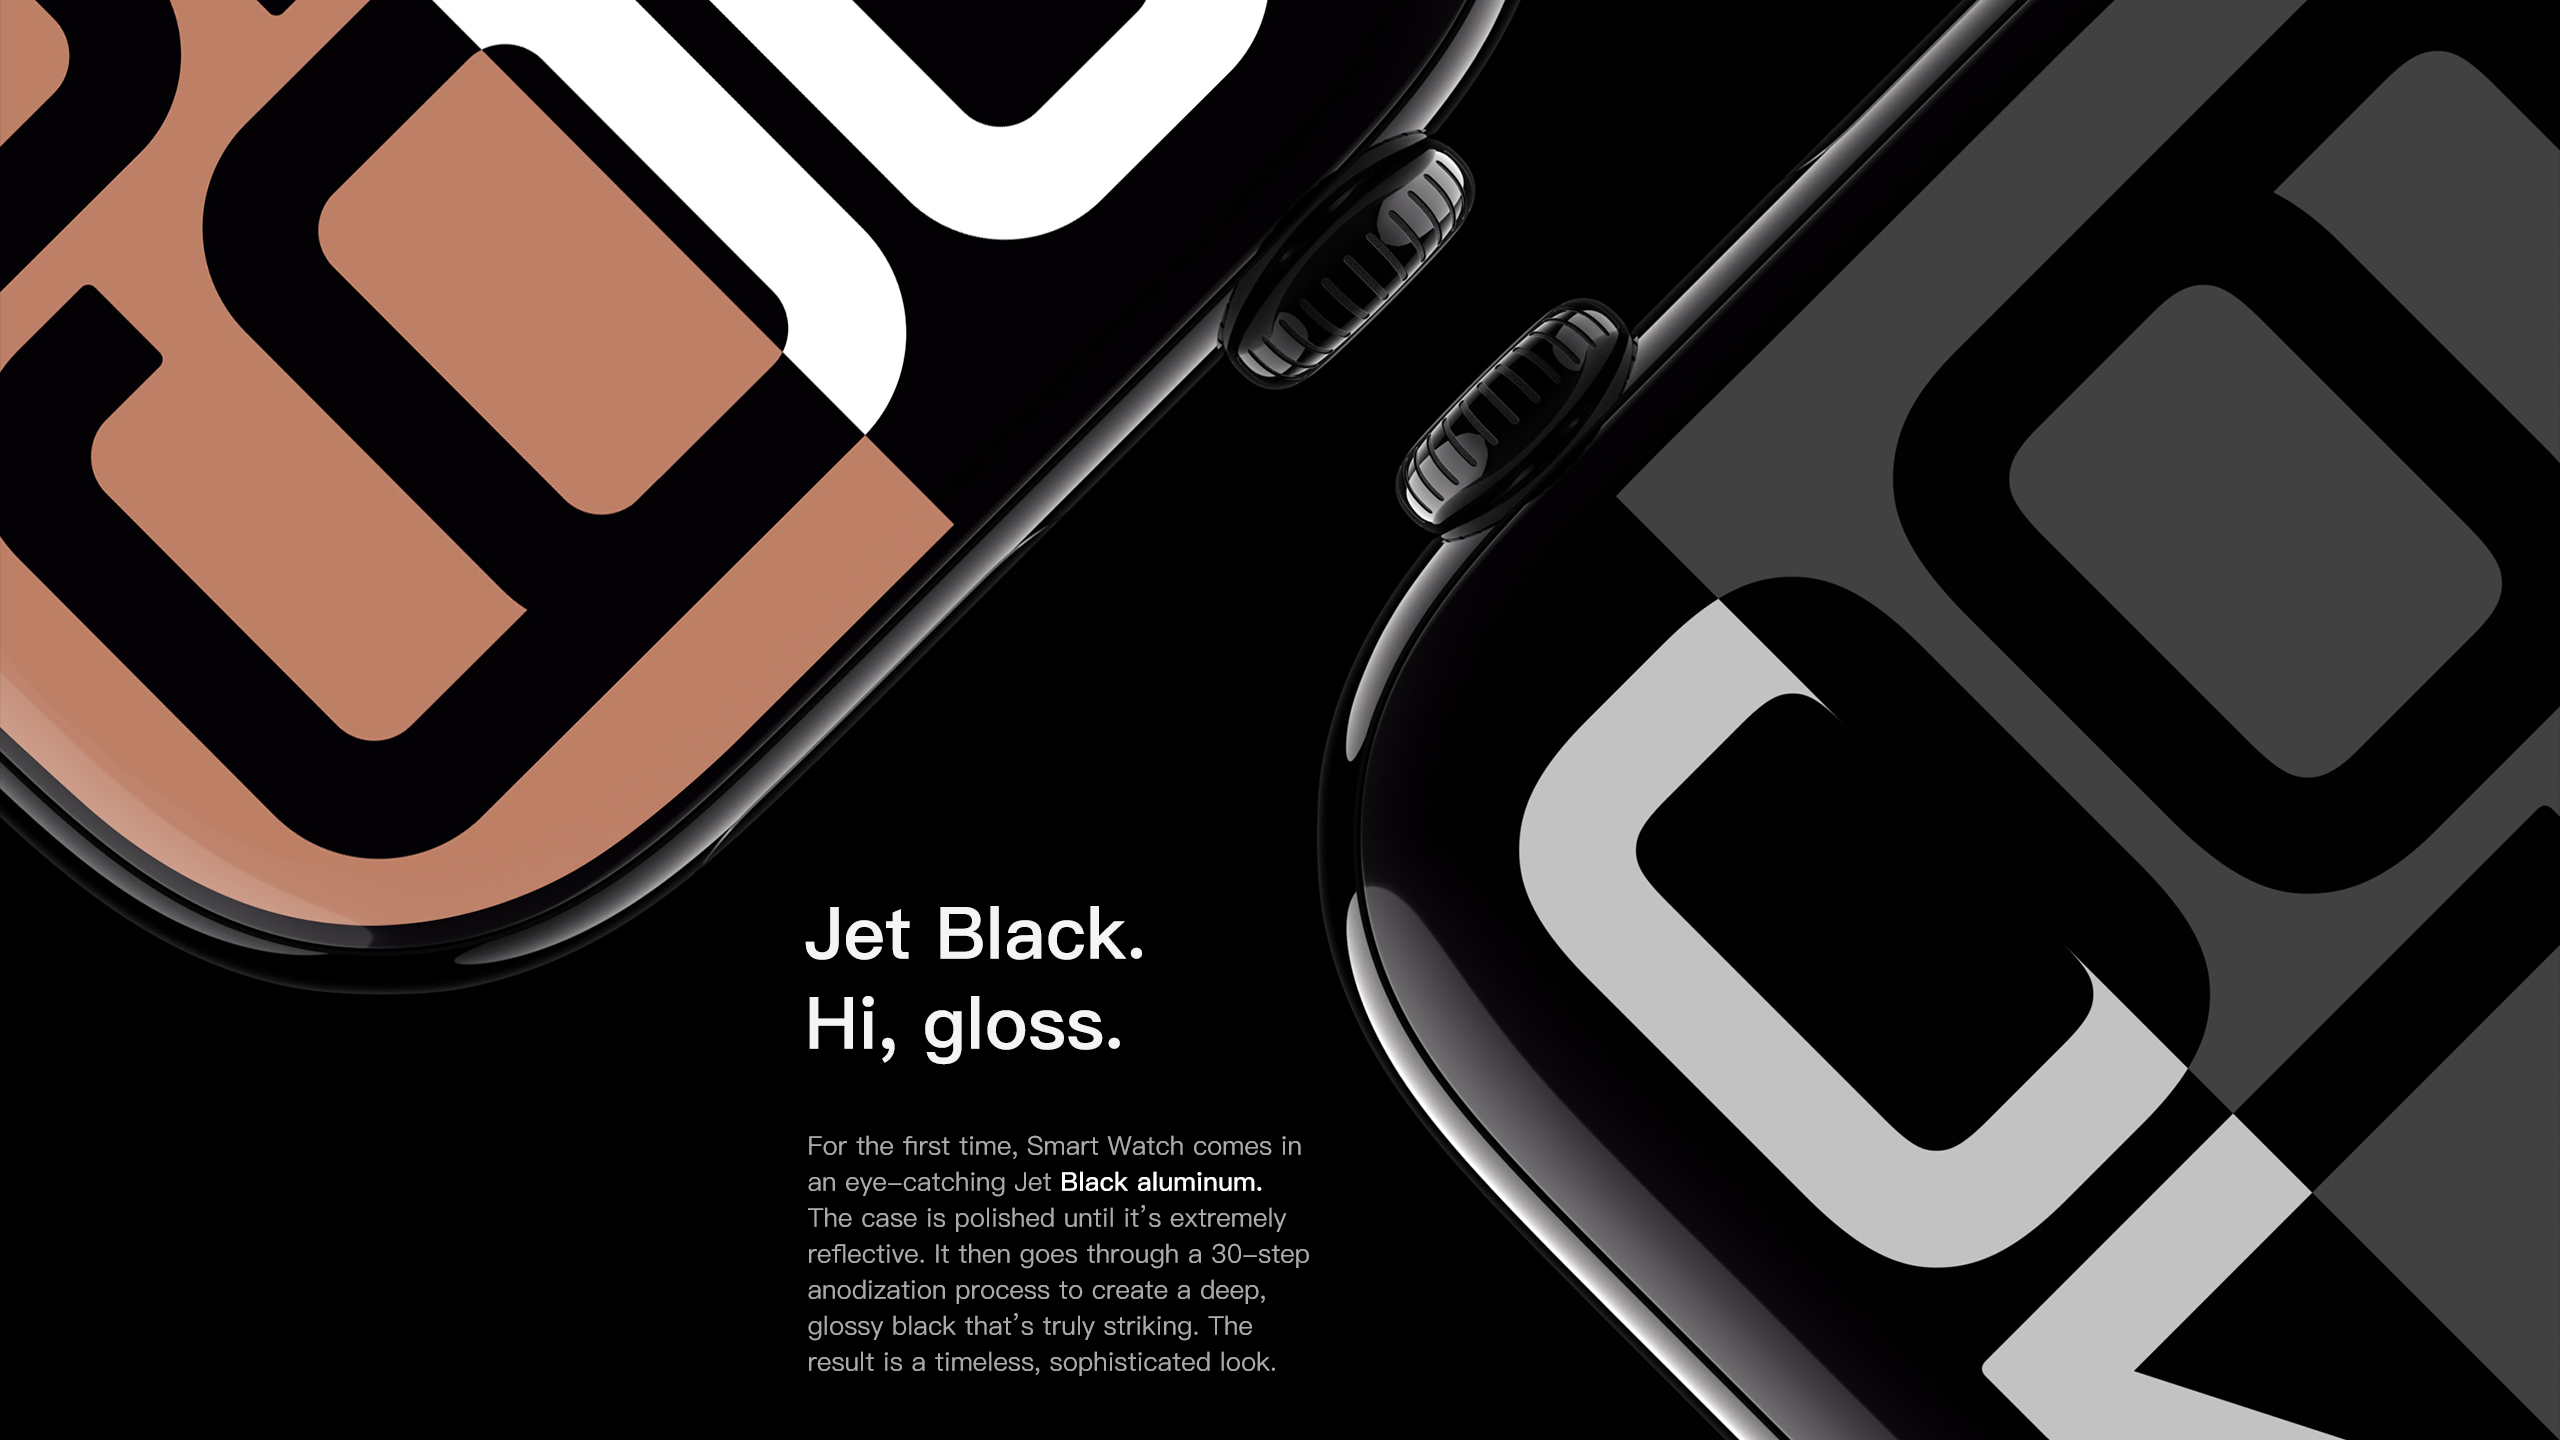 Jet Black.
Hi, gloss.
For the first time, Smart Watch comes in
an eye–catching Jet Black aluminum.
The case is polished until it’s extremely
reflective. It then goes through a 30–step
anodization process to create a deep,
glossy black that’s truly striking. The
result is a timeless, sophisticated look.